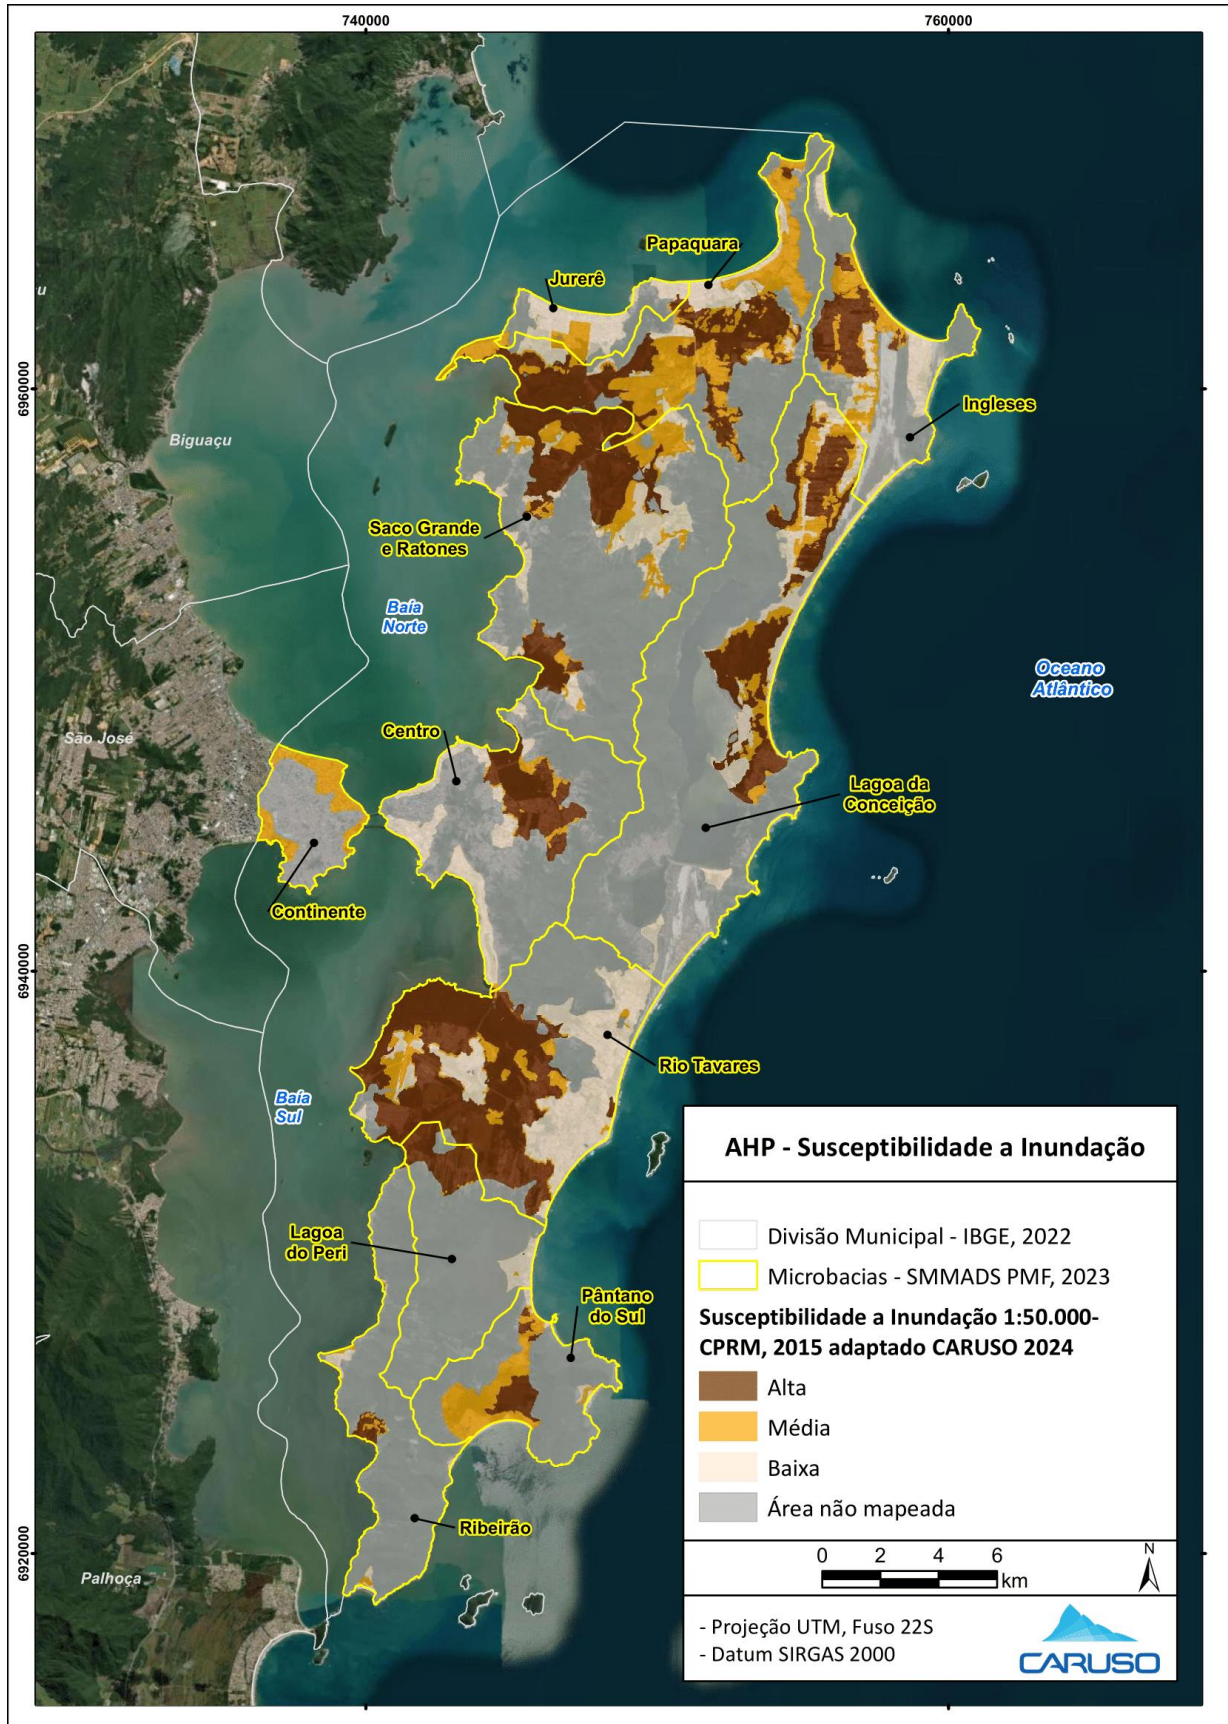 740000
760000
6960000
6940000
6920000
u
Biguaçu
São José
Palhoça
Papaquara
Jurerê
Ingleses
Saco Grande
e Ratones
Baía
Norte
Oceano
Atlântico
Centro
Lagoa da
Conceição
Continente
Rio Tavares
Baía
Sul
Lagoa
do Peri
Pântano
do Sul
Ribeirão
AHP - Susceptibilidade a Inundação
Divisão Municipal - IBGE, 2022
Microbacias - SMMADS PMF, 2023
Susceptibilidade a Inundação 1:50.000-
CPRM, 2015 adaptado CARUSO 2024
Alta
Média
Baixa
Área não mapeada
0 2 4 6
km
N
- Projeção UTM, Fuso 22S
- Datum SIRGAS 2000
CARUSO